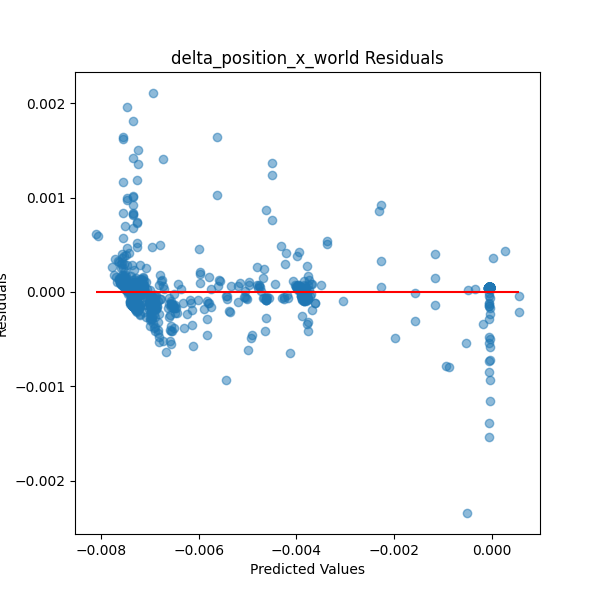 delta_position_x_world Residuals
0.002
0.001
0.000
−0.001
−0.002
Residuals
−0.008 −0.006 −0.004 −0.002 0.000
Predicted Values